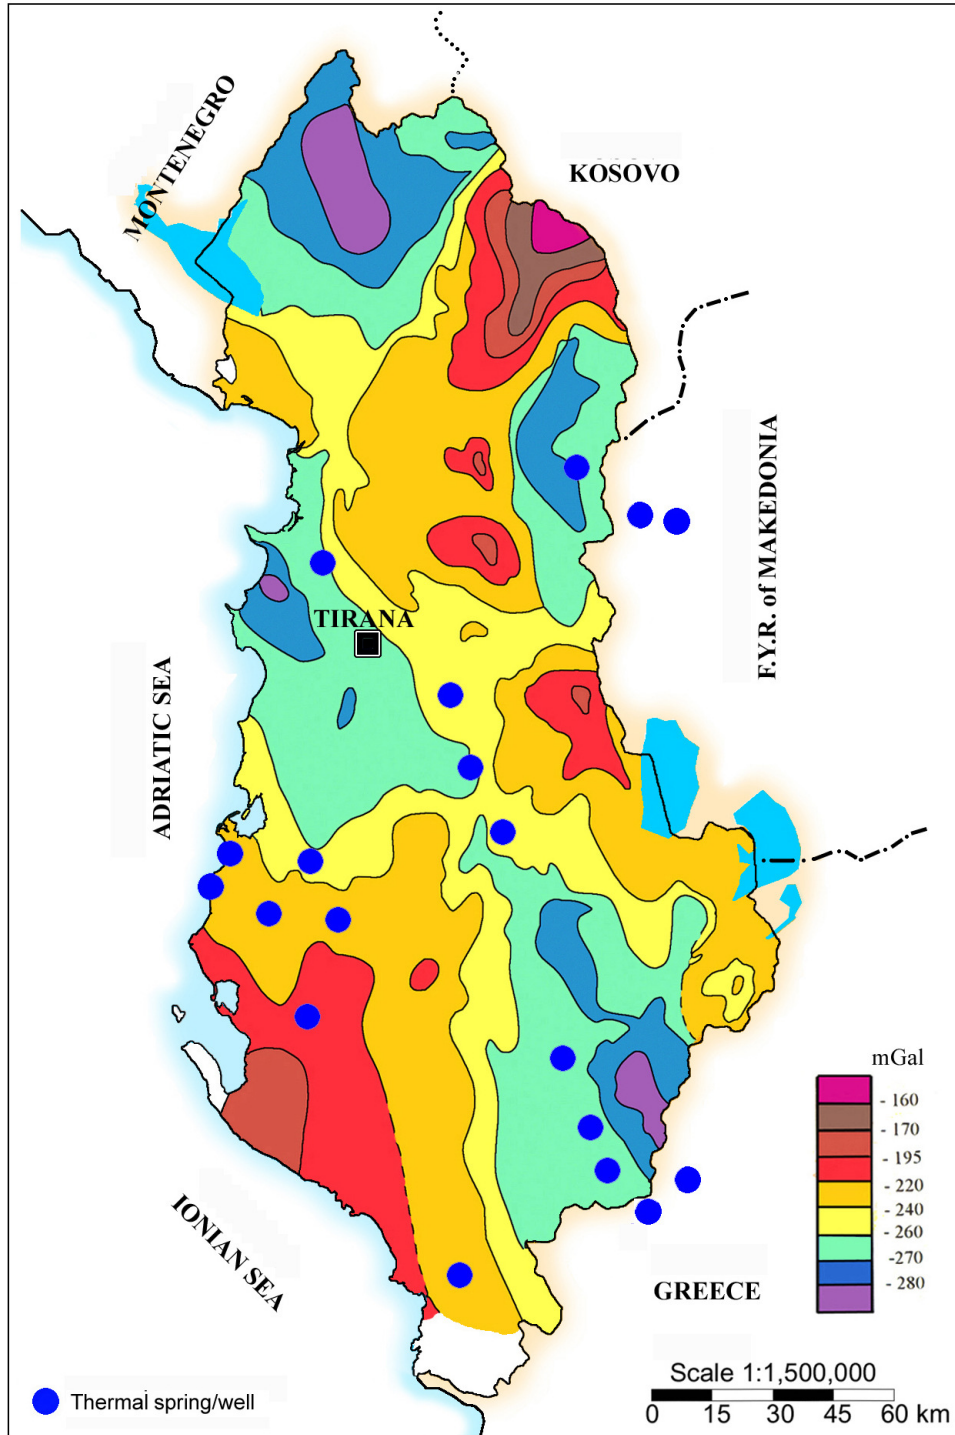 MONTENEGRO
KOSOVO
F.Y.R. of MAKEDONIA
TIRANA
ADRIATIC SEA
IONIAN SEA
GREECE
mGal
- 160
- 170
- 195
- 220
- 240
- 260
-270
- 280
Thermal spring/well
Scale 1:1,500,000
0 15 30 45 60 km